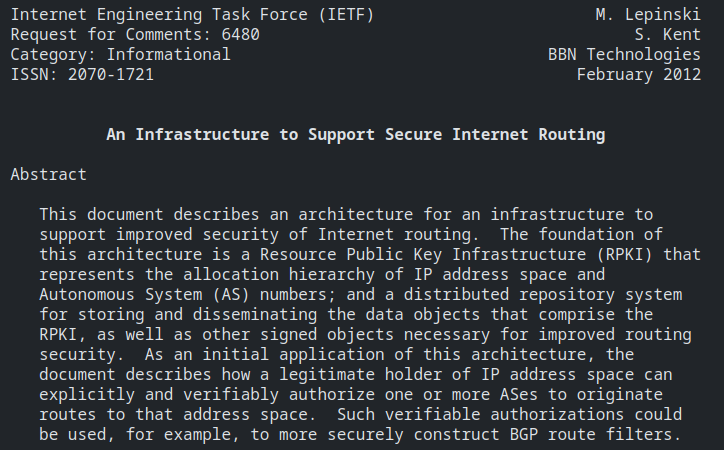 Internet Engineering Task Force (IETF) M. Lepinski
Request for Comments: 6480 S. Kent
Category: Informational BBN Technologies
ISSN: 2070-1721 February 2012
An Infrastructure to Support Secure Internet Routing
Abstract
This document describes an architecture for an infrastructure to
support improved security of Internet routing.  The foundation of
this architecture is a Resource Public Key Infrastructure (RPKI) that
represents the allocation hierarchy of IP address space and
Autonomous System (AS) numbers; and a distributed repository system
for storing and disseminating the data objects that comprise the
RPKI, as well as other signed objects necessary for improved routing
security.  As an initial application of this architecture, the
document describes how a legitimate holder of IP address space can
explicitly and verifiably authorize one or more ASes to originate
routes to that address space.  Such verifiable authorizations could
be used, for example, to more securely construct BGP route filters.